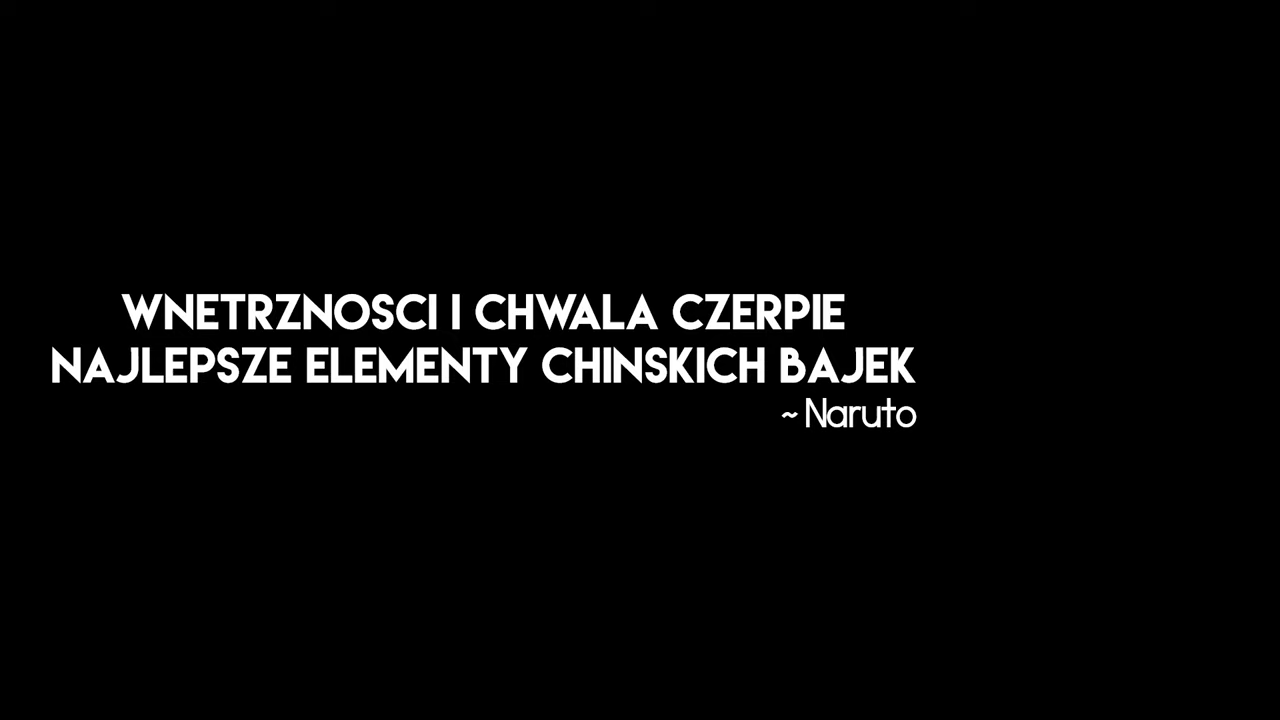 WNETRZNOSCI I CHWALA CZERPIE
NAJLEPSZE ELEMENTY CHINSKICH BAJEK
~ Naruto